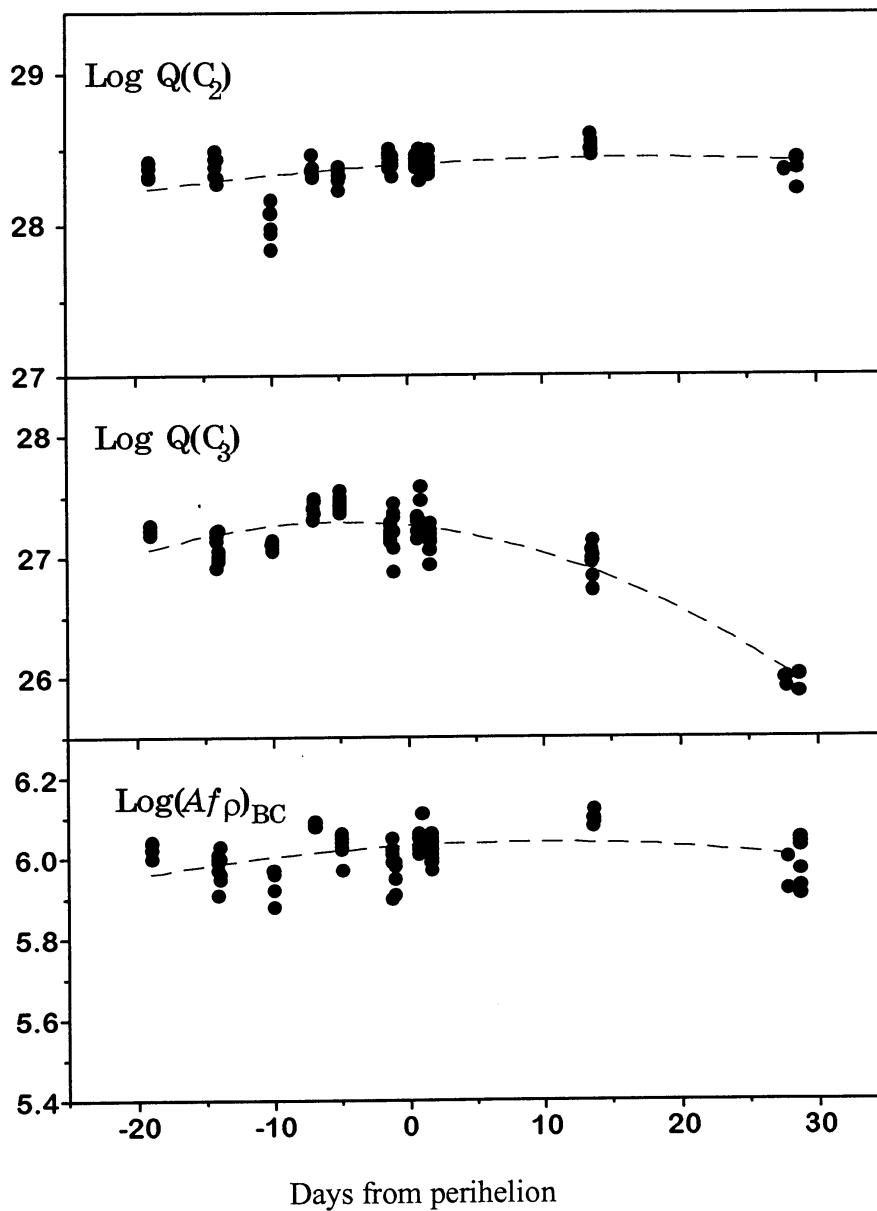 29
Log Q(C₂)
28
27
28
Log Q(C₃)
27
26
6.2
Log(Afρ)BC
6.0
5.8
5.6
5.4
-20 -10 0 10 20 30
Days from perihelion